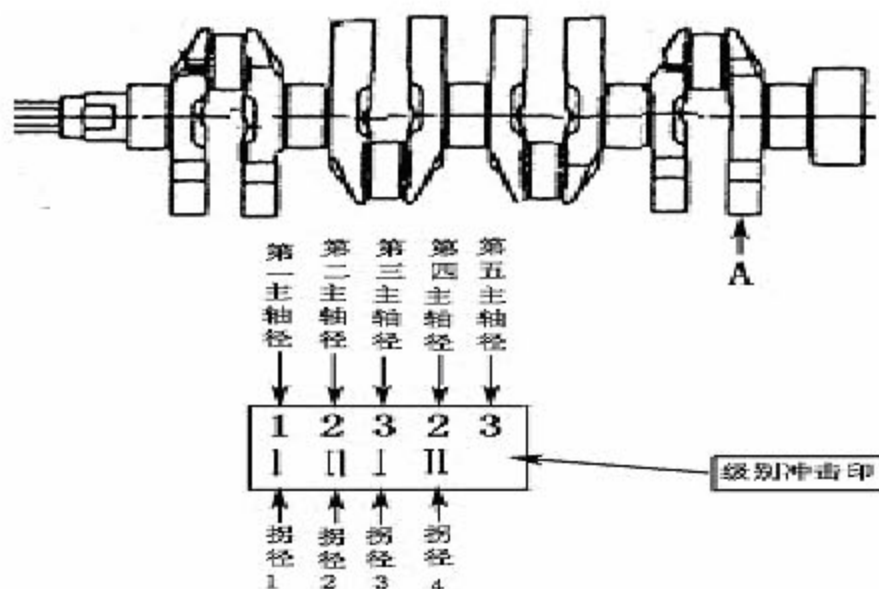 A
第一主轴径
第二主轴径
第三主轴径
第四主轴径
第五主轴径
1 2 3 2 3
I II I II
级别冲击印
拐径1
拐径2
拐径3
拐径4